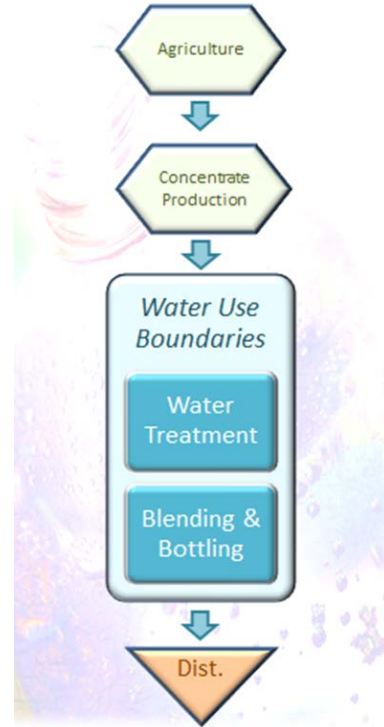 Agriculture
Concentrate
Production
Water Use
Boundaries
Water
Treatment
Blending &
Bottling
Dist.